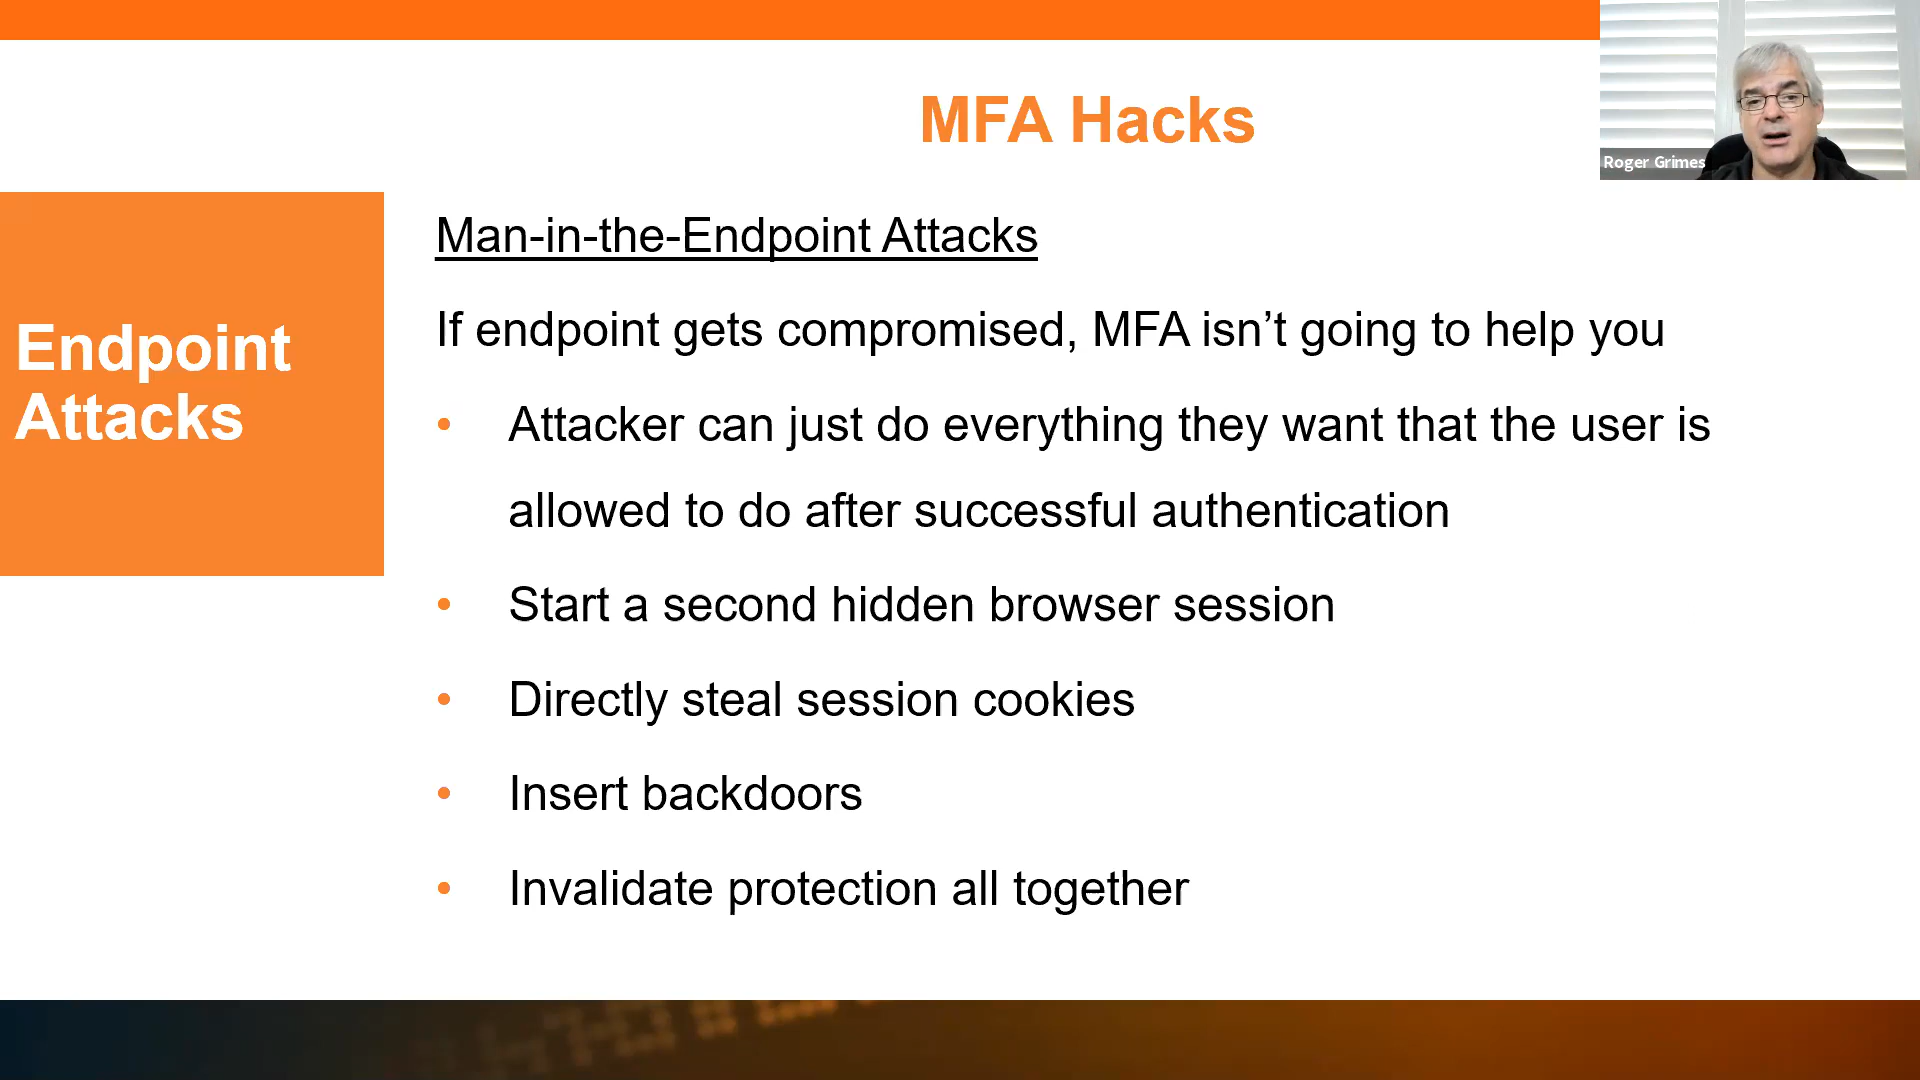 MFA Hacks
Roger Grimes
Endpoint
Attacks
Man-in-the-Endpoint Attacks
If endpoint gets compromised, MFA isn’t going to help you
• Attacker can just do everything they want that the user is
allowed to do after successful authentication
• Start a second hidden browser session
• Directly steal session cookies
• Insert backdoors
• Invalidate protection all together